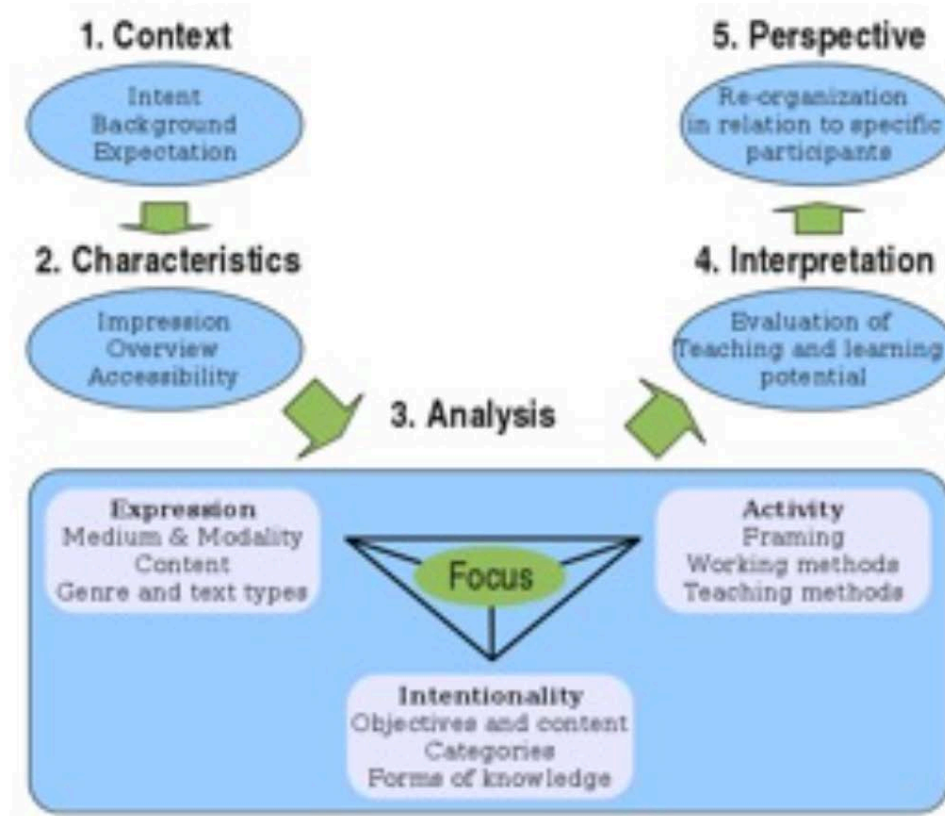 1. Context
Intent
Background
Expectation
2. Characteristics
Impression
Overview
Accessibility
3. Analysis
Expression
Medium & Modality
Content
Genre and text types
Focus
Activity
Framing
Working methods
Teaching methods
Intentionality
Objectives and content
Categories
Forms of knowledge
4. Interpretation
Evaluation of
Teaching and learning
potential
5. Perspective
Re-organization
in relation to specific
participants